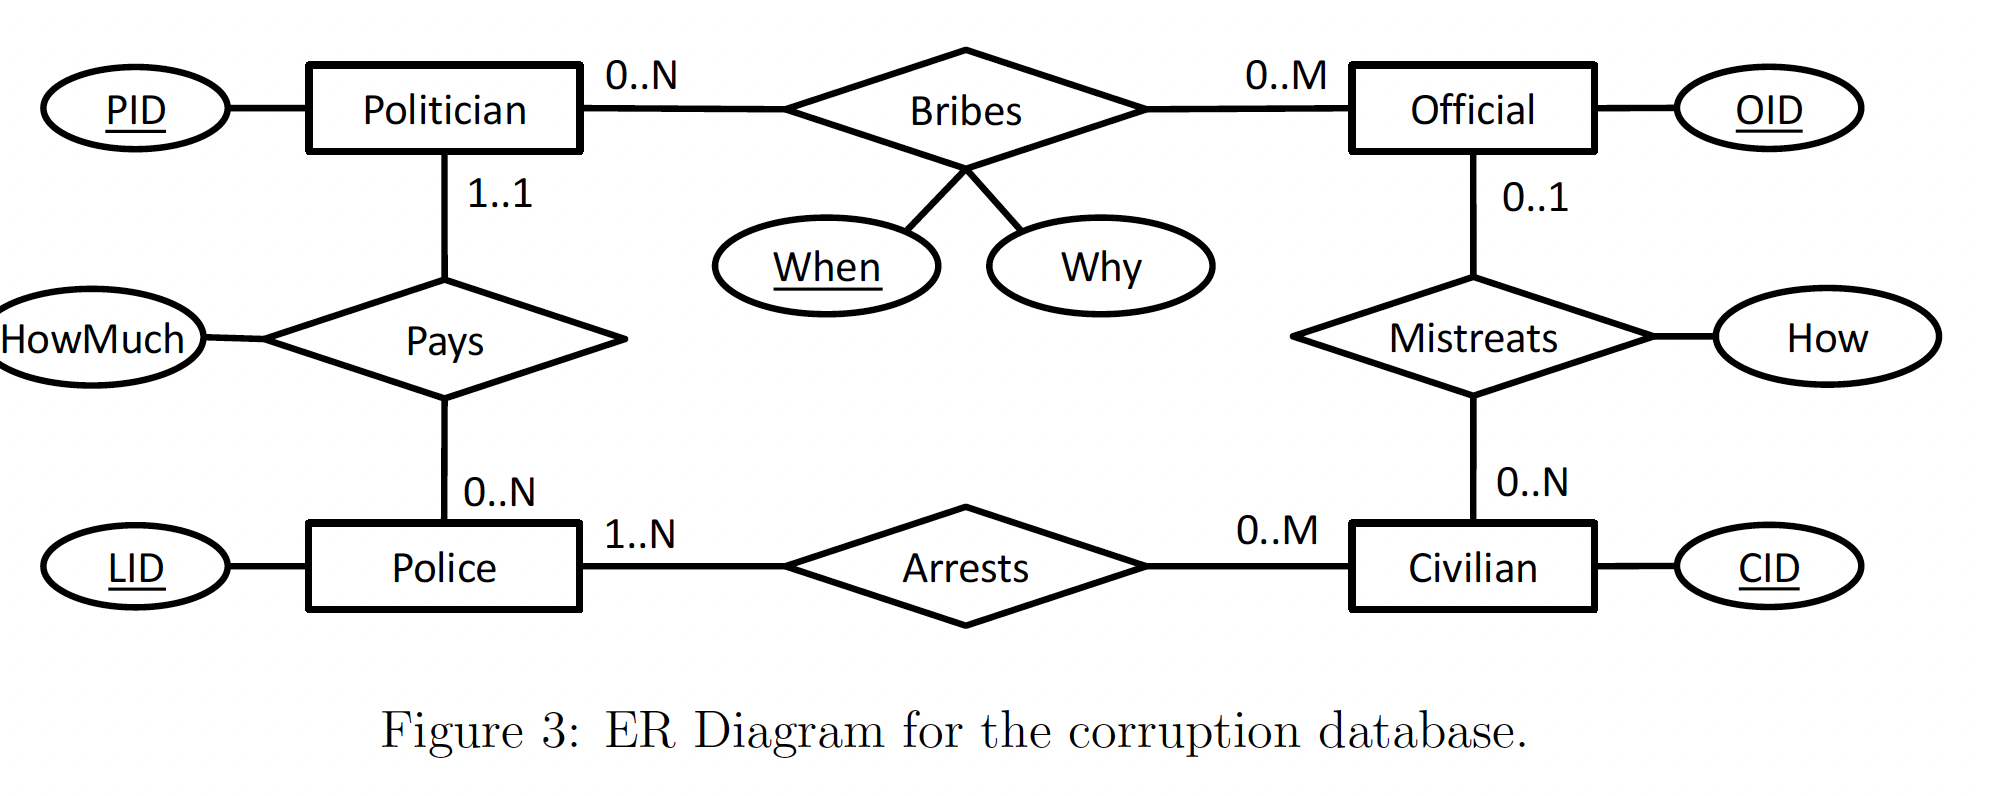 0..N
0..M
PID
Politician
Bribes
Official
OID
1..1
0..1
When
Why
HowMuch
Pays
Mistreats
How
0..N
0..N
1..N
0..M
LID
Police
Arrests
Civilian
CID
Figure 3: ER Diagram for the corruption database.